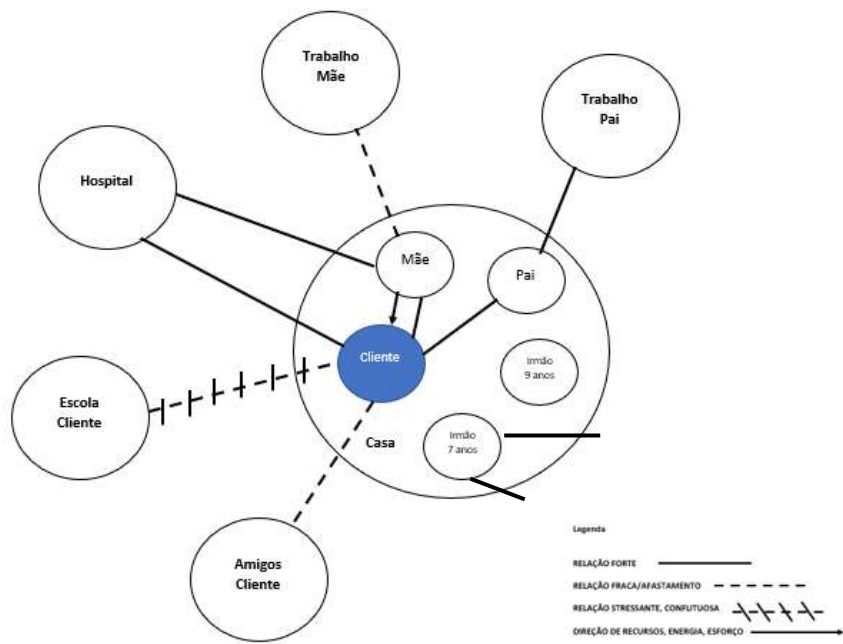 Trabalho
Mãe
Trabalho
Pai
Hospital
Mãe
Pai
Cliente
Irmão
9 anos
Escola
Cliente
Casa
Irmão
7 anos
Amigos
Cliente
Legenda
RELAÇÃO FORTE
RELAÇÃO FRACA/AFASTAMENTO
RELAÇÃO STRESSANTE, CONFLITUOSA
DIREÇÃO DE RECURSOS, ENERGIA, ESFORÇO